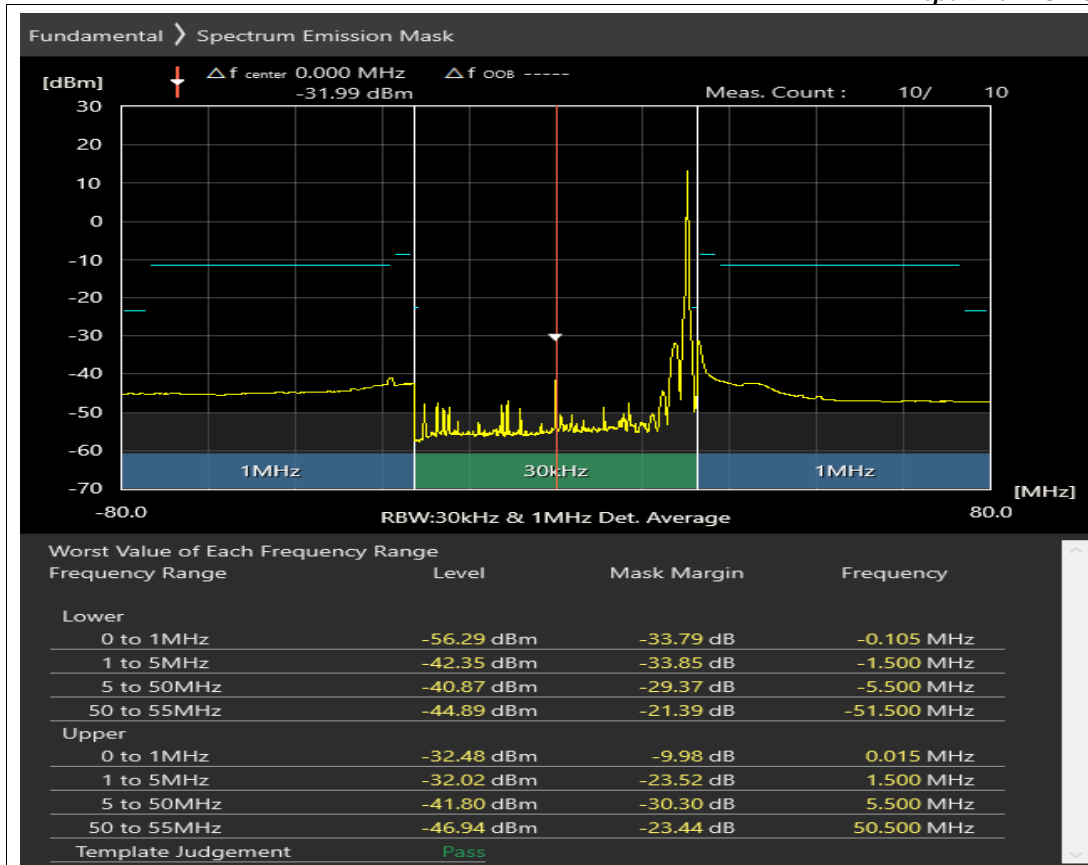 Fundamental ❯ Spectrum Emission Mask
△ f center 0.000 MHz △ f OOB -----
[dBm] -31.99 dBm Meas. Count : 10/ 10
30
20
10
0
-10
-20
-30
-40
-50
-60
1MHz 30kHz 1MHz
-70
[MHz]
-80.0 RBW:30kHz & 1MHz Det. Average 80.0
Worst Value of Each Frequency Range
Frequency Range Level Mask Margin Frequency
Lower
0 to 1MHz -56.29 dBm -33.79 dB -0.105 MHz
1 to 5MHz -42.35 dBm -33.85 dB -1.500 MHz
5 to 50MHz -40.87 dBm -29.37 dB -5.500 MHz
50 to 55MHz -44.89 dBm -21.39 dB -51.500 MHz
Upper
0 to 1MHz -32.48 dBm -9.98 dB 0.015 MHz
1 to 5MHz -32.02 dBm -23.52 dB 1.500 MHz
5 to 50MHz -41.80 dBm -30.30 dB 5.500 MHz
50 to 55MHz -46.94 dBm -23.44 dB 50.500 MHz
Template Judgement Pass